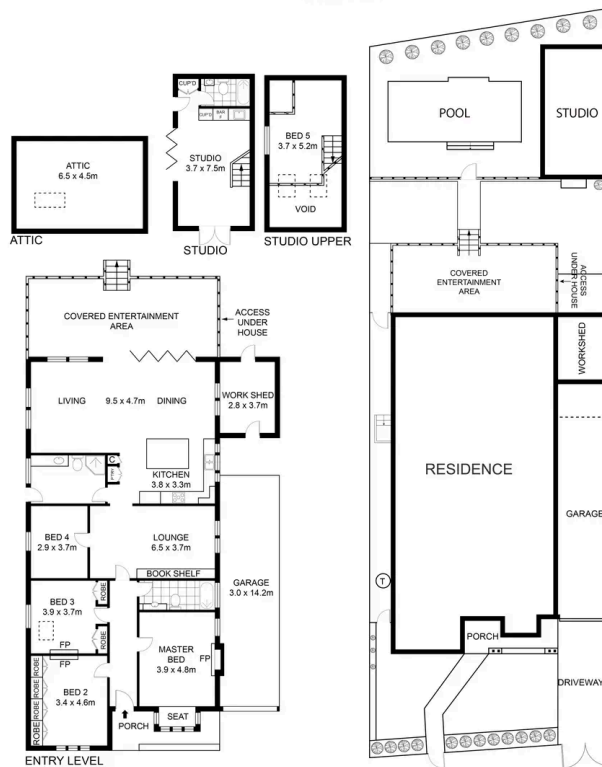 CUP'D
CUP'D
BAR
F
STUDIO
3.7 x 7.5m
STUDIO
BED 5
3.7 x 5.2m
VOID
STUDIO UPPER
ATTIC
6.5 x 4.5m
ATTIC
COVERED ENTERTAINMENT
AREA
ACCESS
UNDER
HOUSE
LIVING
9.5 x 4.7m
DINING
WORK SHED
2.8 x 3.7m
KITCHEN
3.8 x 3.3m
BED 4
2.9 x 3.7m
LOUNGE
6.5 x 3.7m
BOOK SHELF
GARAGE
3.0 x 14.2m
BED 3
3.9 x 3.7m
ROBE
ROBE
FP
FP
MASTER
BED
3.9 x 4.8m
FP
BED 2
3.4 x 4.6m
ROBE
ROBE
ROBE
ROBE
PORCH
SEAT
ENTRY LEVEL
POOL
STUDIO
COVERED
ENTERTAINMENT
AREA
ACCESS
UNDER HOUSE
WORKSHED
RESIDENCE
GARAGE
T
PORCH
DRIVEWAY